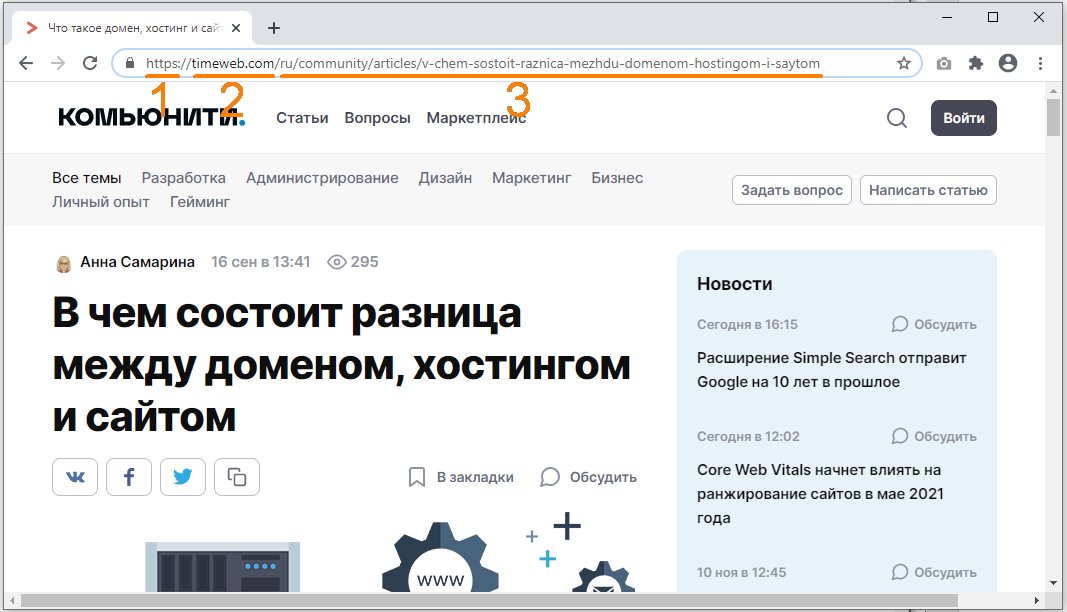 Что такое домен, хостинг и сай
https://timeweb.com/ru/community/articles/v-chem-sostoit-raznica-mezhdu-domenom-hostingom-i-saytom
1 2 3
КОМЬЮНИТИ. Статьи Вопросы Маркетплейс Войти
Все темы Разработка Администрирование Дизайн Маркетинг Бизнес
Личный опыт Гейминг
Задать вопрос Написать статью
Анна Самарина 16 сен в 13:41 295
В чем состоит разница
между доменом, хостингом
и сайтом
В закладки Обсудить
www
Новости
Сегодня в 16:15 Обсудить
Расширение Simple Search отправит
Google на 10 лет в прошлое
Сегодня в 12:02 Обсудить
Core Web Vitals начнет влиять на
ранжирование сайтов в мае 2021
года
10 ноя в 12:45 Обсудить